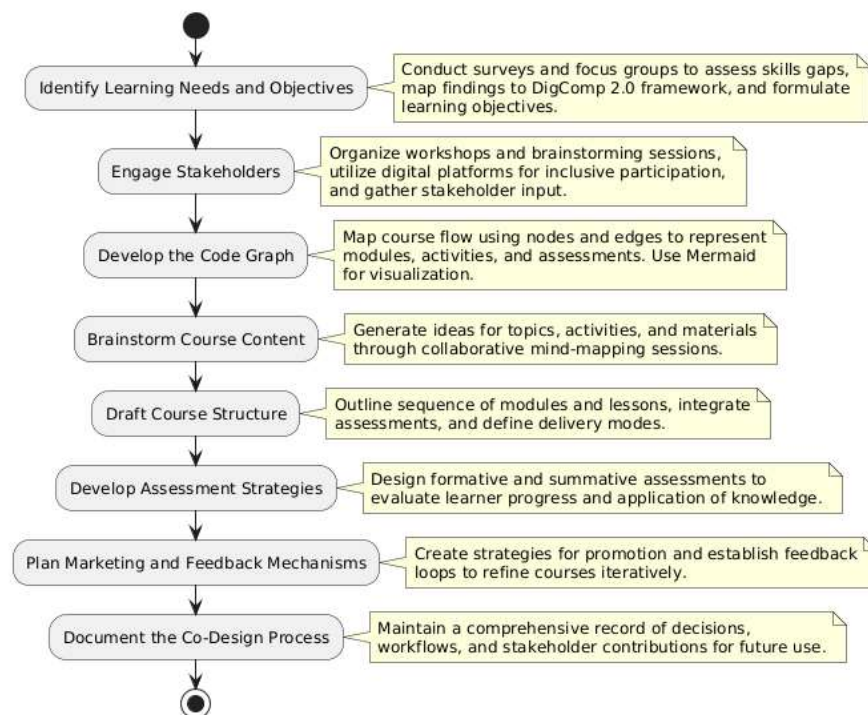 Identify Learning Needs and Objectives
Conduct surveys and focus groups to assess skills gaps,
map findings to DigComp 2.0 framework, and formulate
learning objectives.
Engage Stakeholders
Organize workshops and brainstorming sessions,
utilize digital platforms for inclusive participation,
and gather stakeholder input.
Develop the Code Graph
Map course flow using nodes and edges to represent
modules, activities, and assessments. Use Mermaid
for visualization.
Brainstorm Course Content
Generate ideas for topics, activities, and materials
through collaborative mind-mapping sessions.
Draft Course Structure
Outline sequence of modules and lessons, integrate
assessments, and define delivery modes.
Develop Assessment Strategies
Design formative and summative assessments to
evaluate learner progress and application of knowledge.
Plan Marketing and Feedback Mechanisms
Create strategies for promotion and establish feedback
loops to refine courses iteratively.
Document the Co-Design Process
Maintain a comprehensive record of decisions,
workflows, and stakeholder contributions for future use.